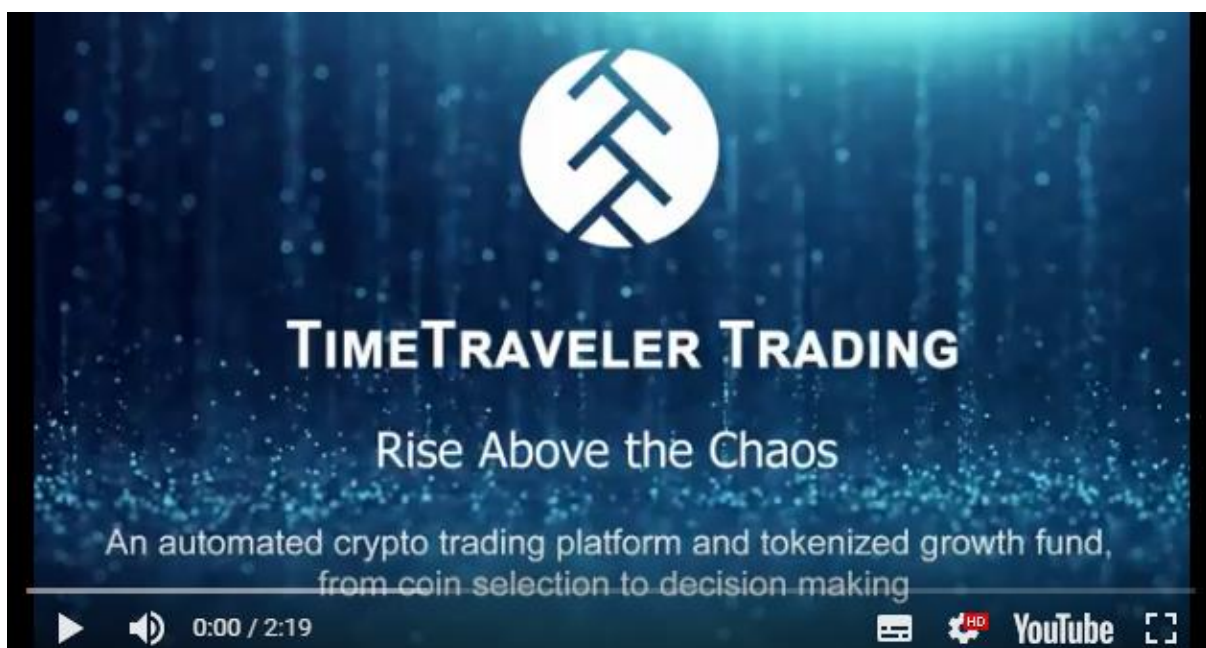 TIMETRAVELER TRADING
Rise Above the Chaos
An automated crypto trading platform and tokenized growth fund,
from coin selection to decision making
0:00 / 2:19
HD
YouTube